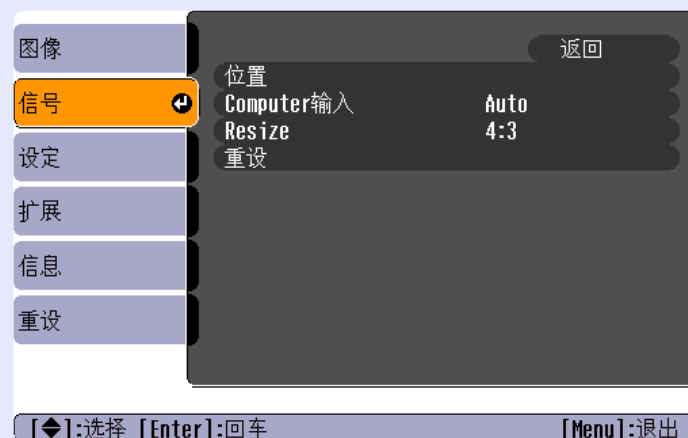 图像
信号
设定
扩展
信息
重设
返回
位置
Computer输入 Auto
Resize 4:3
重设
[◆]:选择 [Enter]:回车 [Menu]:退出